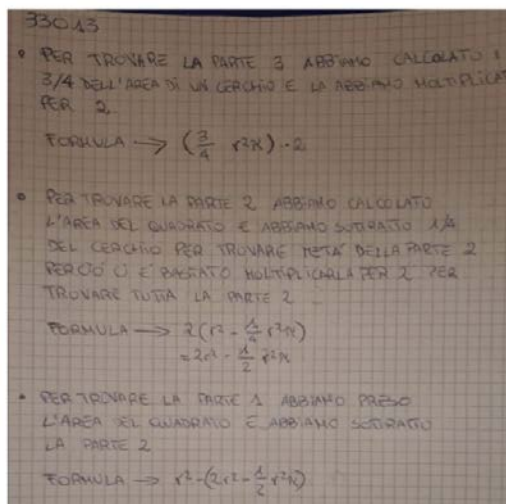 33013
• PER TROVARE LA PARTE 3 ABBIAMO CALCOLATO I
3/4 DELL'AREA DI UN CERCHIO E LA ABBIAMO MOLTIPLICAT
PER 2
FORMULA → (3/4 r²π)·2
• PER TROVARE LA PARTE 2 ABBIAMO CALCOLATO
L'AREA DEL QUADRATO E ABBIAMO SOTTRATTO 1/4
DEL CERCHIO PER TROVARE META' DELLA PARTE 2
PERCIÒ CI E' BASTATO MOLTIPLICARLA PER 2 PER
TROVARE TUTTA LA PARTE 2
FORMULA → 2(r² - 1/4 r²π)
= 2r² - 1/2 r²π
• PER TROVARE LA PARTE 1 ABBIAMO PRESO
L'AREA DEL QUADRATO E ABBIAMO SOTTRATTO
LA PARTE 2
FORMULA → r² - (2r² - 1/2 r²π)